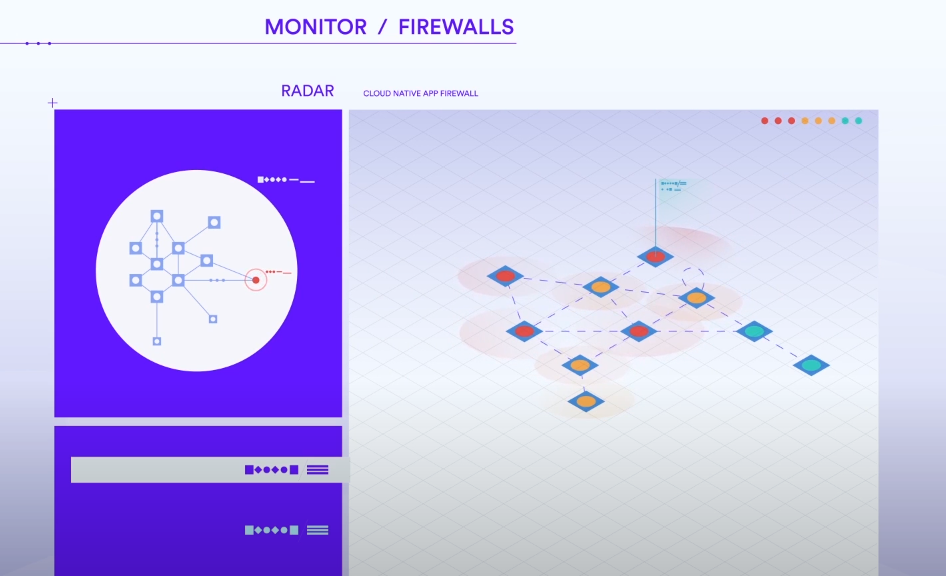 MONITOR / FIREWALLS
RADAR
CLOUD NATIVE APP FIREWALL